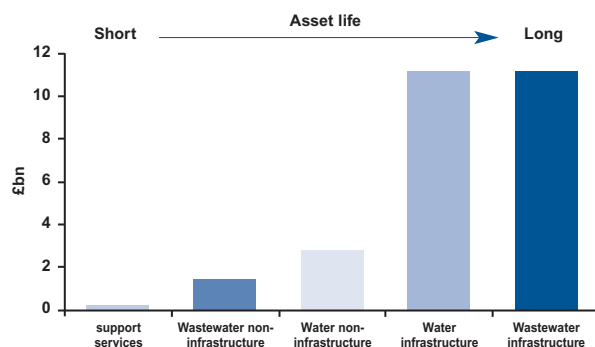 Asset life
Short
Long
12
10
8
6
4
2
0
£bn
support
services
Wastewater non-
infrastructure
Water non-
infrastructure
Water
infrastructure
Wastewater
infrastructure